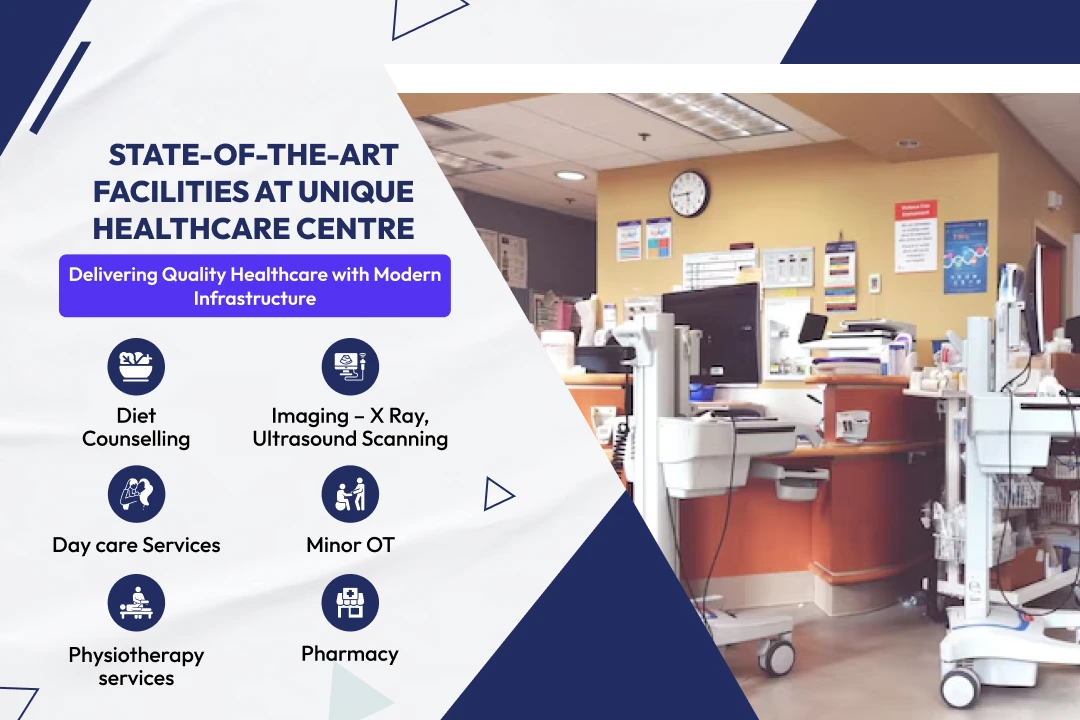 STATE-OF-THE-ART
FACILITIES AT UNIQUE
HEALTHCARE CENTRE
Delivering Quality Healthcare with Modern
Infrastructure
Diet
Counselling
Imaging – X Ray,
Ultrasound Scanning
Day care Services
Minor OT
Physiotherapy
services
Pharmacy